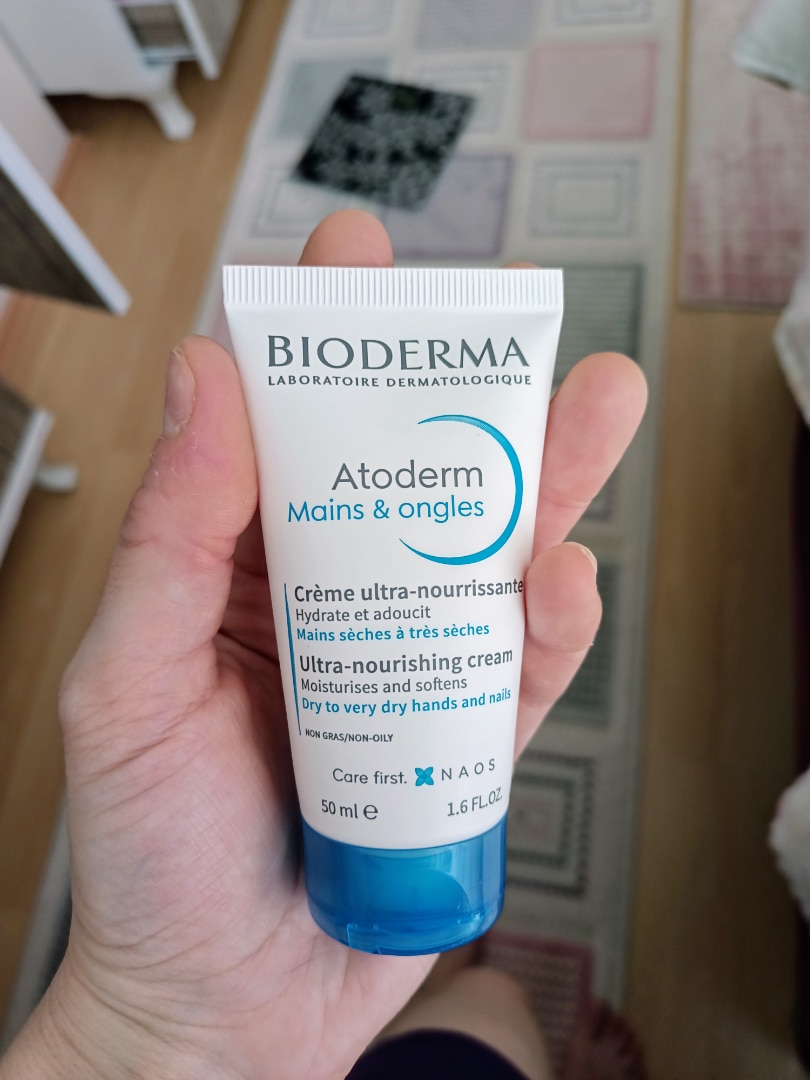 BIODERMA
LABORATOIRE DERMATOLOGIQUE
Atoderm
Mains & ongles
Crème ultra-nourrissante
Hydrate et adoucit
Mains sèches à très sèches
Ultra-nourishing cream
Moisturises and softens
Dry to very dry hands and nails
NON GRAS/NON-OILY
Care first. NAOS
50 ml ℮ 1.6 FL.OZ.